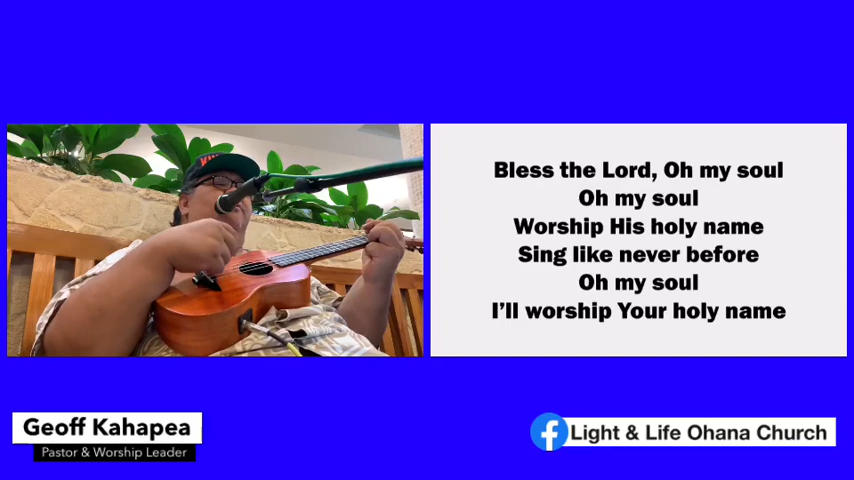 Bless the Lord, Oh my soul
Oh my soul
Worship His holy name
Sing like never before
Oh my soul
I'll worship Your holy name
Geoff Kahapea
Pastor & Worship Leader
Light & Life Ohana Church